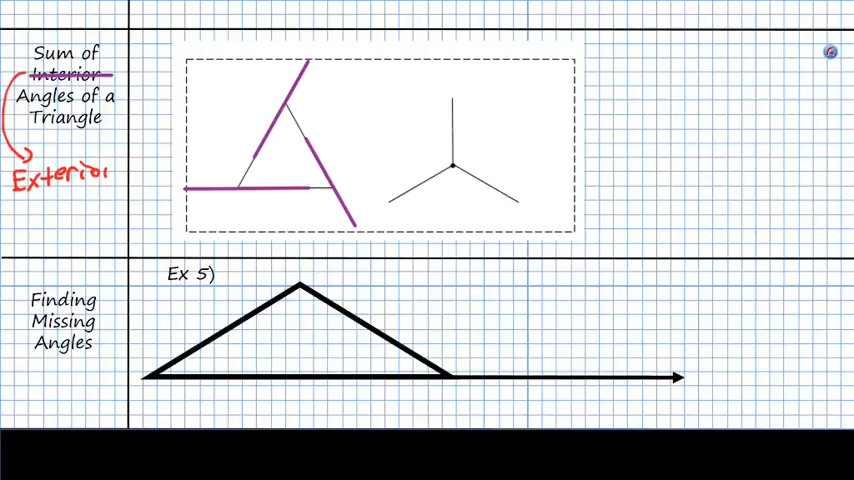 Sum of
Interior
Angles of a
Triangle
Exterior
Ex 5)
Finding
Missing
Angles